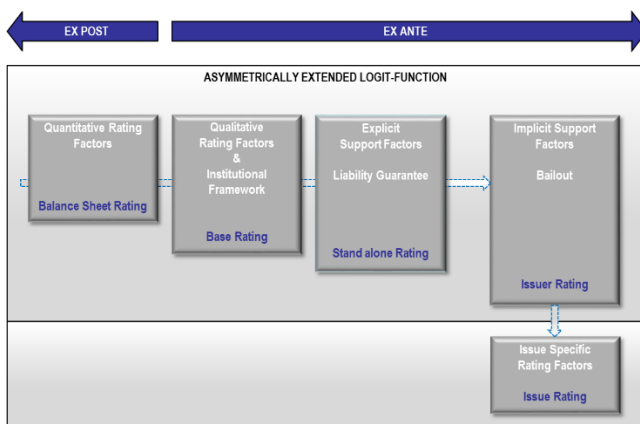 EX POST
EX ANTE
ASYMMETRICALLY EXTENDED LOGIT-FUNCTION
Quantitative Rating
Factors
Balance Sheet Rating
Qualitative
Rating Factors
&
Institutional
Framework
Base Rating
Explicit
Support Factors
Liability Guarantee
Stand alone Rating
Implicit Support
Factors
Bailout
Issuer Rating
Issue Specific
Rating Factors
Issue Rating